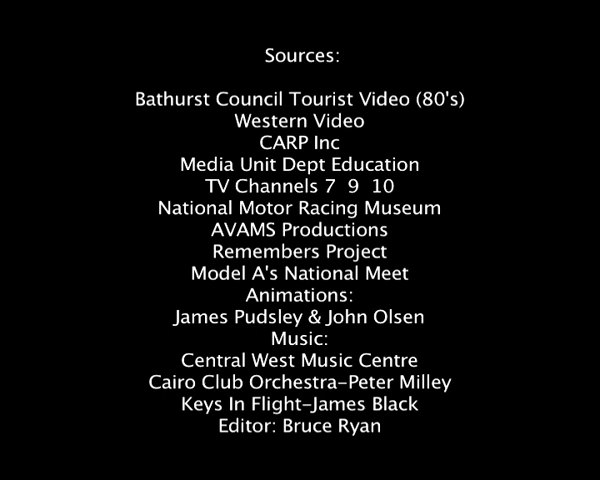 Sources:
Bathurst Council Tourist Video (80's)
Western Video
CARP Inc
Media Unit Dept Education
TV Channels 7  9  10
National Motor Racing Museum
AVAMS Productions
Remembers Project
Model A's National Meet
Animations:
James Pudsley & John Olsen
Music:
Central West Music Centre
Cairo Club Orchestra–Peter Milley
Keys In Flight–James Black
Editor: Bruce Ryan